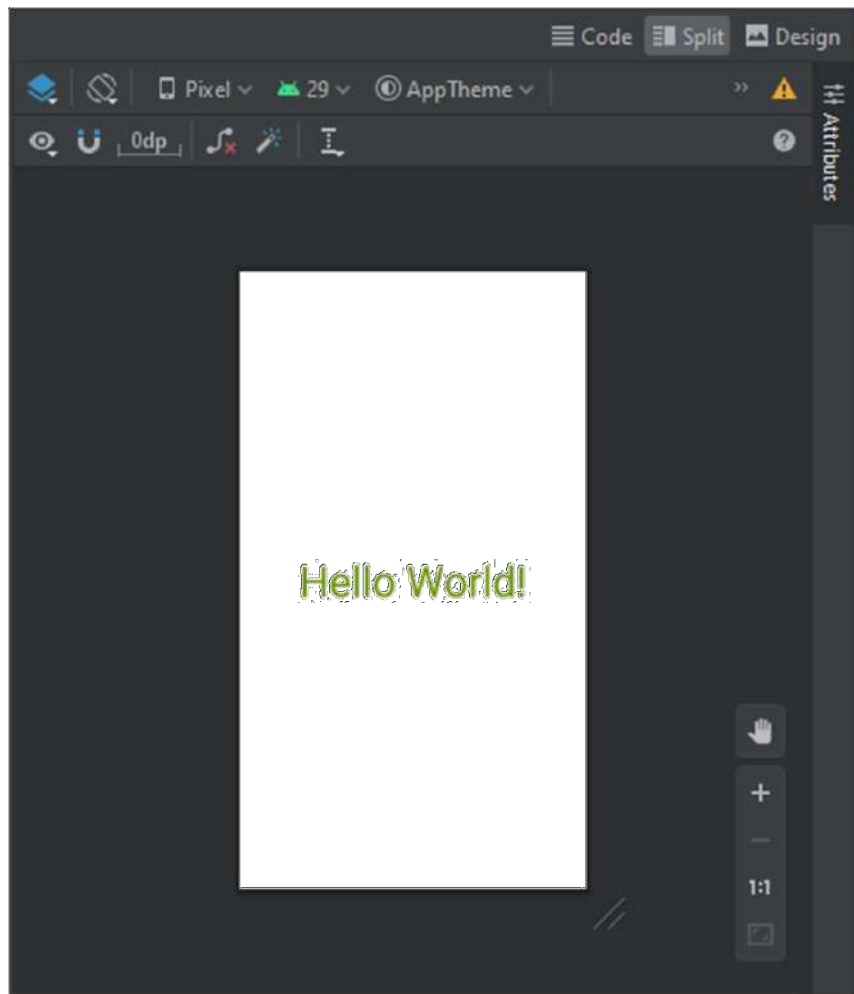 Code Split Design
Pixel 29 AppTheme »
0dp ?
Attributes
Hello World!
1:1